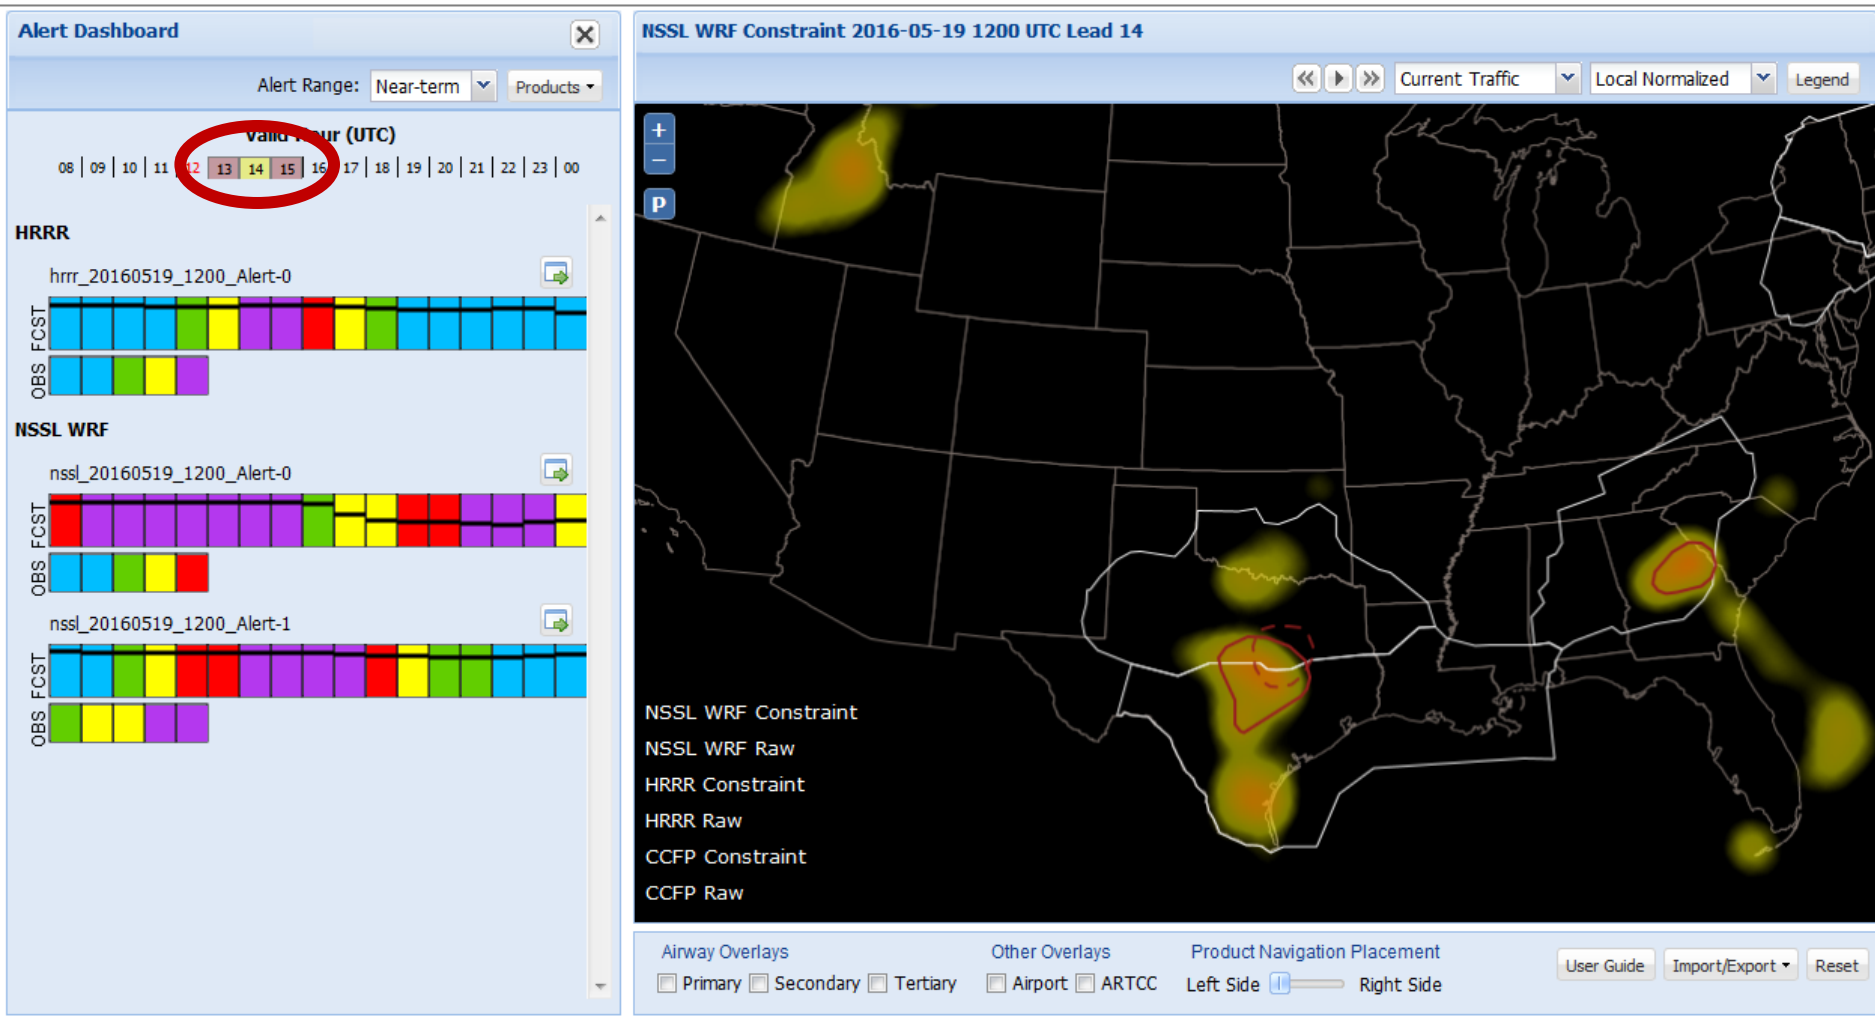 Alert Dashboard
Alert Range: Near-term Products
Valid Hour (UTC)
08 09 10 11 12 13 14 15 16 17 18 19 20 21 22 23 00
HRRR
hrrr_20160519_1200_Alert-0
FCST
OBS
NSSL WRF
nssl_20160519_1200_Alert-0
FCST
OBS
nssl_20160519_1200_Alert-1
FCST
OBS
NSSL WRF Constraint 2016-05-19 1200 UTC Lead 14
Current Traffic Local Normalized Legend
+
−
P
NSSL WRF Constraint
NSSL WRF Raw
HRRR Constraint
HRRR Raw
CCFP Constraint
CCFP Raw
Airway Overlays Other Overlays Product Navigation Placement
Primary Secondary Tertiary Airport ARTCC Left Side Right Side
User Guide Import/Export Reset